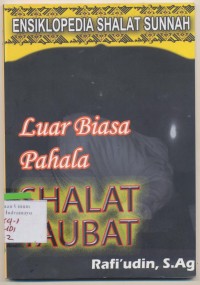 ENSIKLOPEDIA SHALAT SUNNAH
Luar Biasa
Pahala
SHALAT
TAUBAT
Rafi'udin, S.Ag